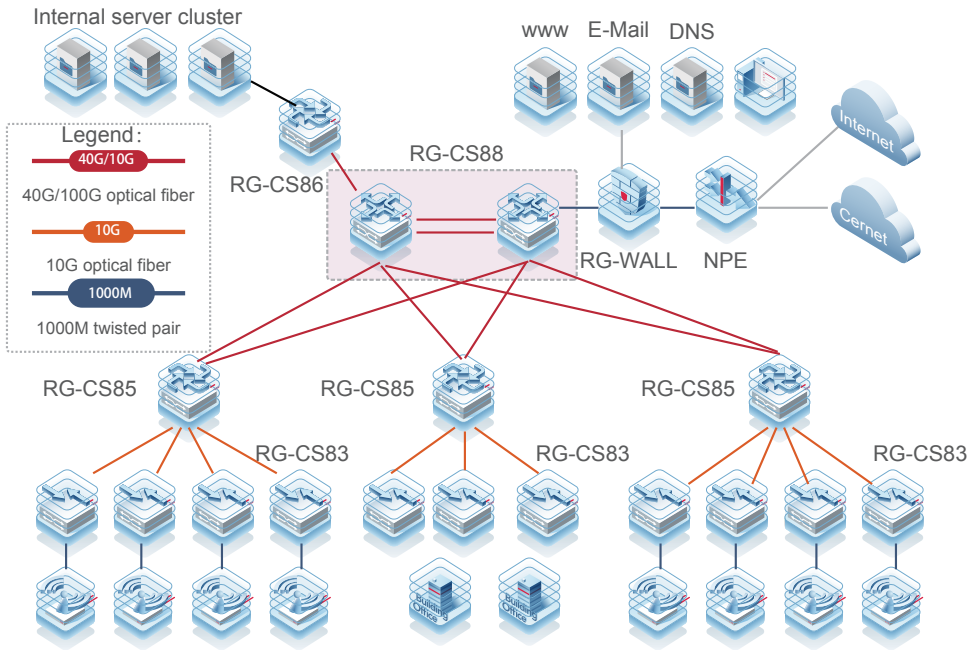 Internal server cluster
www
E-Mail
DNS
Legend:
40G/10G
40G/100G optical fiber
10G
10G optical fiber
1000M
1000M twisted pair
RG-CS86
RG-CS88
RG-WALL
NPE
Internet
Cernet
RG-CS85
RG-CS85
RG-CS85
RG-CS83
RG-CS83
RG-CS83
Building
Office
Building
Office